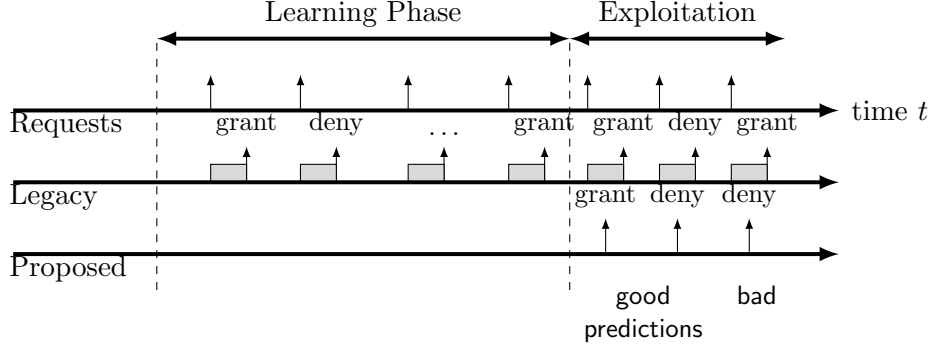 Learning Phase Exploitation
time t
Requests grant deny ... grant grant deny grant
Legacy grant deny deny
Proposed
good bad
predictions